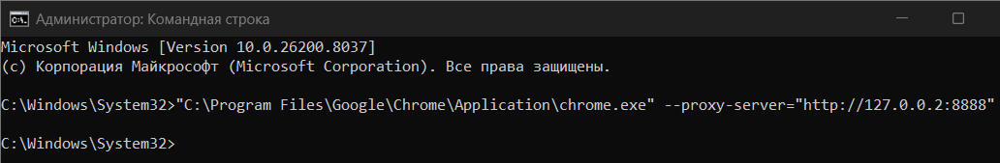 Администратор: Командная строка
Microsoft Windows [Version 10.0.26200.8037]
(c) Корпорация Майкрософт (Microsoft Corporation). Все права защищены.
C:\Windows\System32>"C:\Program Files\Google\Chrome\Application\chrome.exe" --proxy-server="http://127.0.0.2:8888"
C:\Windows\System32>